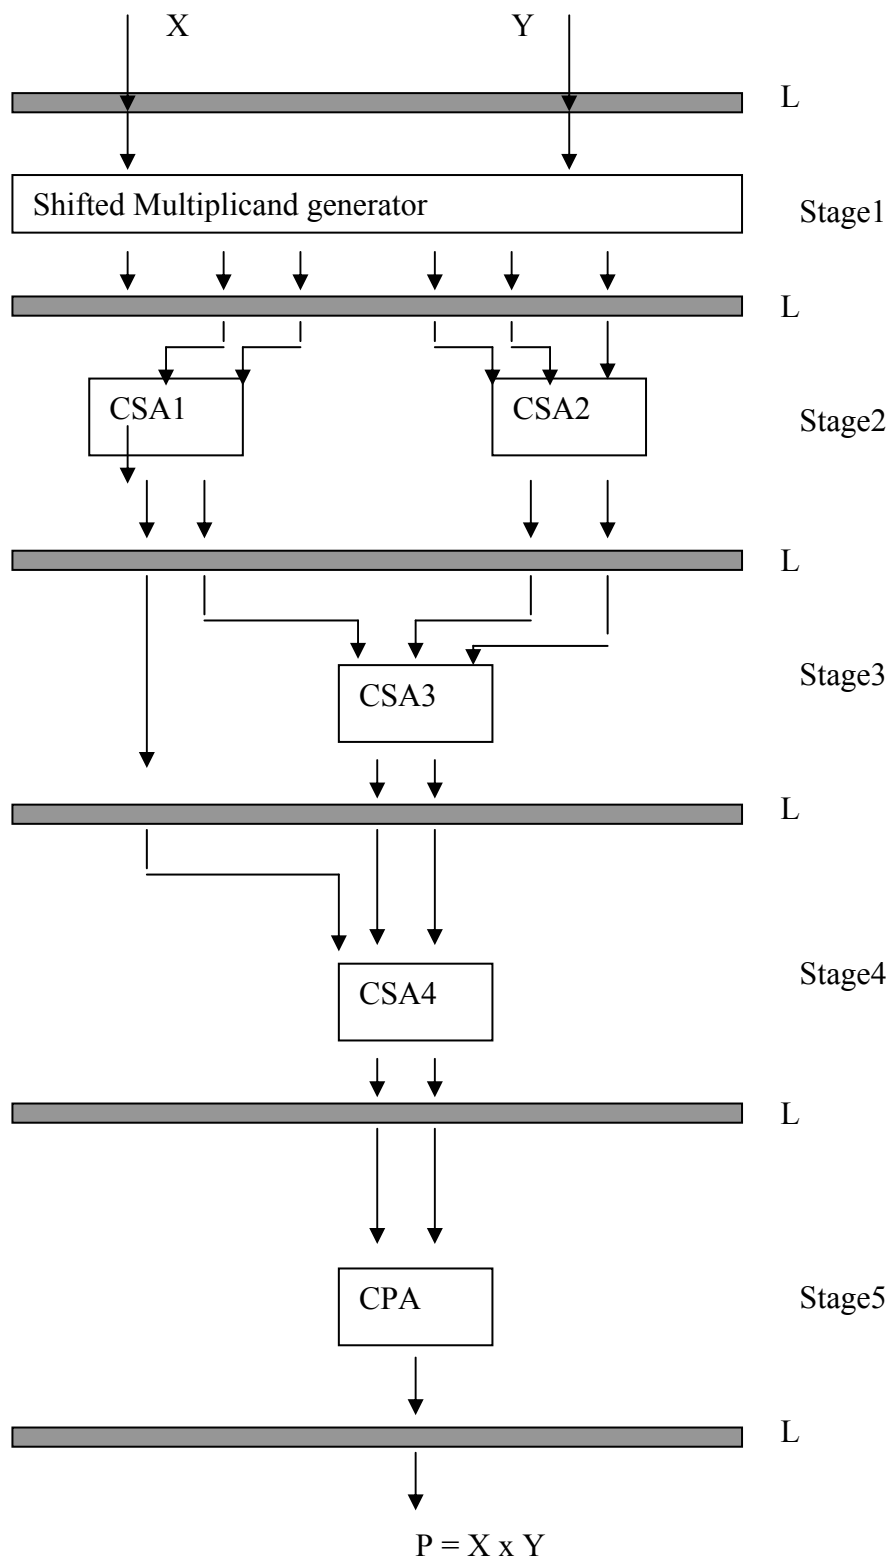 X Y
L
Shifted Multiplicand generator
Stage1
L
CSA1 CSA2
Stage2
L
CSA3
Stage3
L
CSA4
Stage4
L
CPA
Stage5
L
P = X x Y